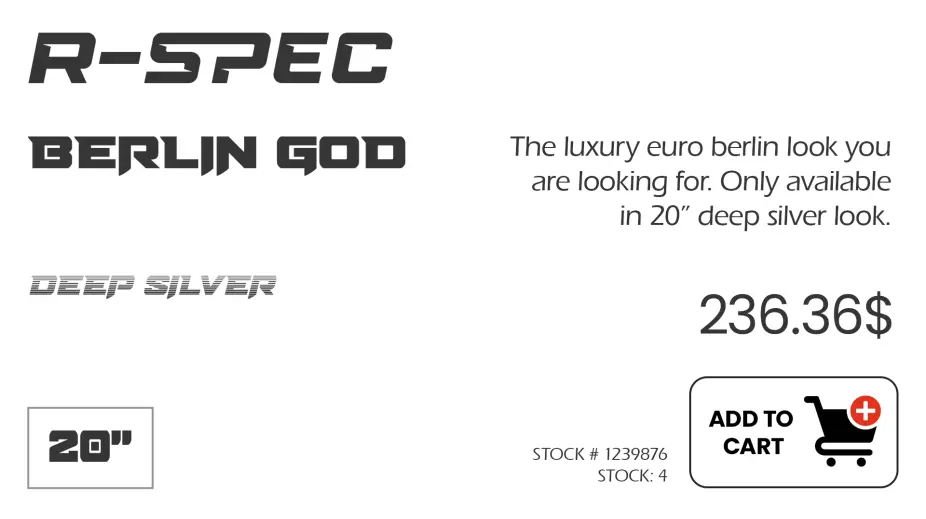 R-SPEC
BERLIN GOD
The luxury euro berlin look you
are looking for. Only available
in 20” deep silver look.
DEEP SILVER
236.36$
20"
STOCK # 1239876
STOCK: 4
ADD TO
CART